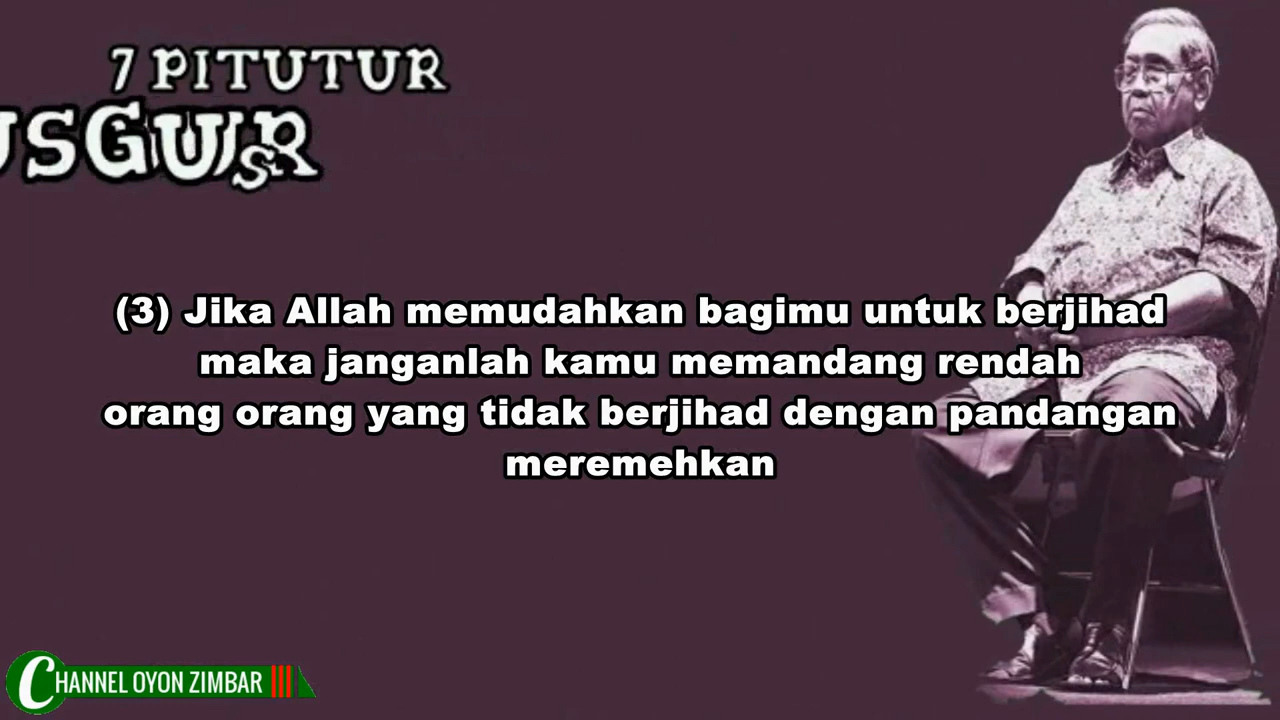 7 PITUTUR
(3) Jika Allah memudahkan bagimu untuk berjihad
maka janganlah kamu memandang rendah
orang orang yang tidak berjihad dengan pandangan
meremehkan
CHANNEL OYON ZIMBAR